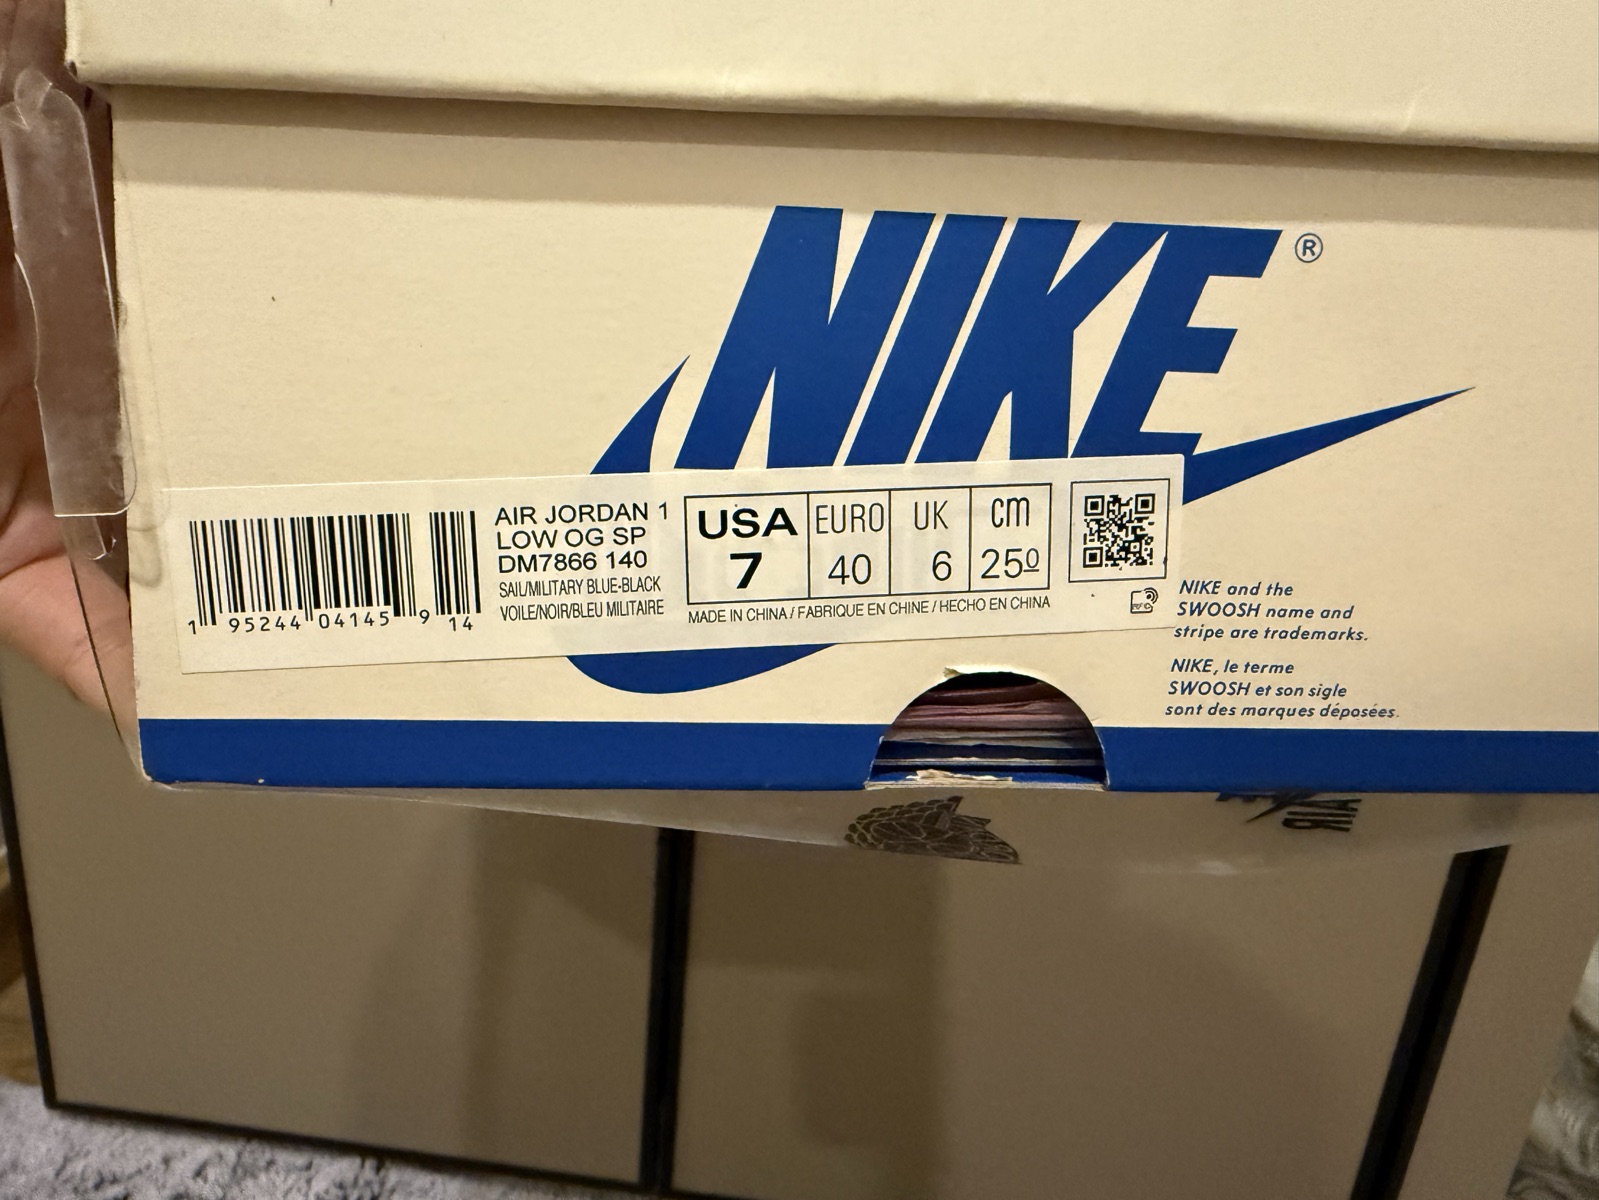 NIKE®
AIR JORDAN 1
LOW OG SP
DM7866 140
SAIL/MILITARY BLUE-BLACK
VOILE/NOIR/BLEU MILITAIRE
1 95244 04145 9 14
USA EURO UK cm
7 40 6 250
MADE IN CHINA / FABRIQUE EN CHINE / HECHO EN CHINA
RFID
NIKE and the
SWOOSH name and
stripe are trademarks.
NIKE, le terme
SWOOSH et son sigle
sont des marques déposées.
AIR